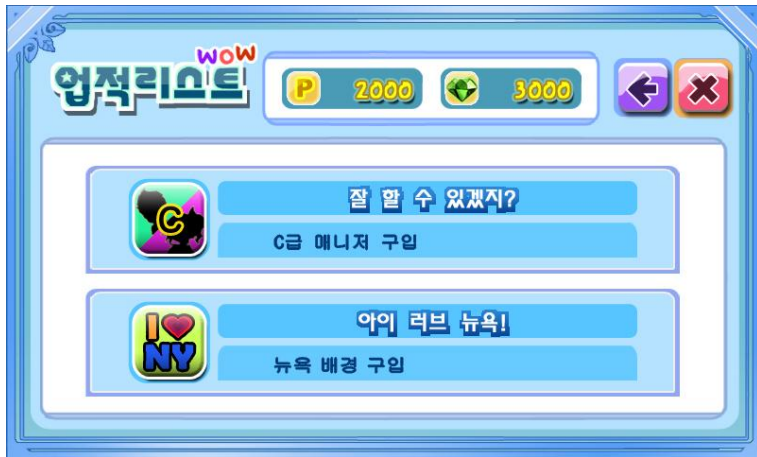 WOW
업적리스트
P 2000 3000
C
잘 할 수 있겠지?
C급 매니저 구입
I
NY
아이 러브 뉴욕!
뉴욕 배경 구입